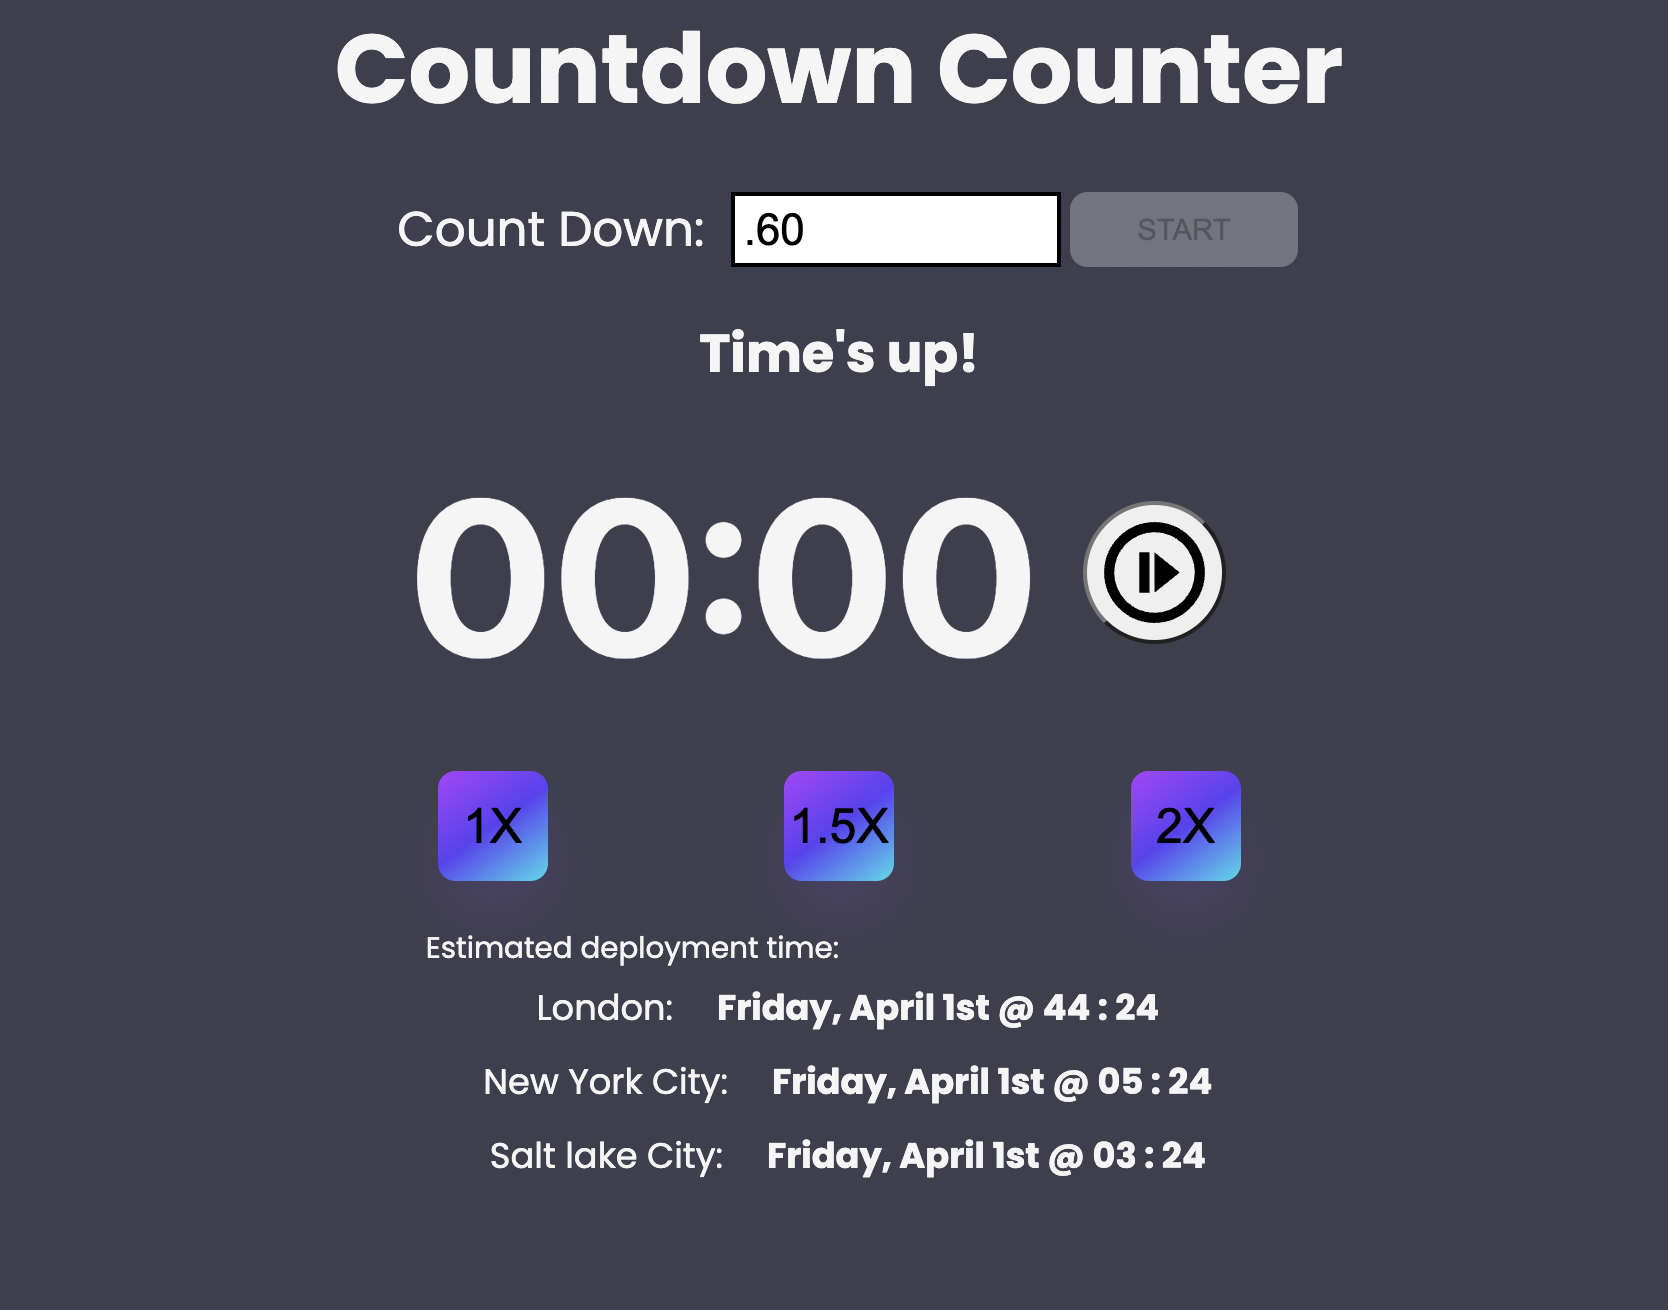 Countdown Counter
Count Down: .60 START
Time's up!
00:00
1X 1.5X 2X
Estimated deployment time:
London: Friday, April 1st @ 44 : 24
New York City: Friday, April 1st @ 05 : 24
Salt lake City: Friday, April 1st @ 03 : 24